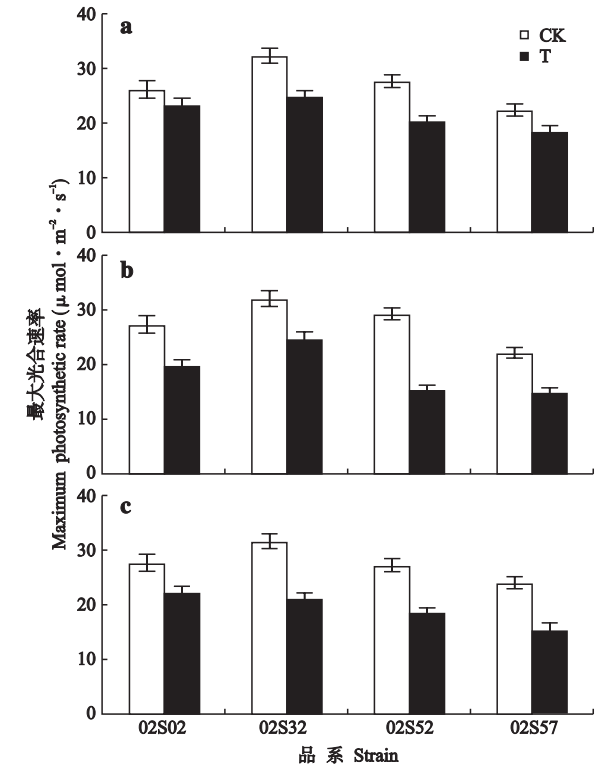 最大光合速率
Maximum photosynthetic rate (μ mol · m⁻² · s⁻¹)
a
CK
T
40
30
20
10
0
b
40
30
20
10
0
c
40
30
20
10
0
02S02 02S32 02S52 02S57
品 系 Strain